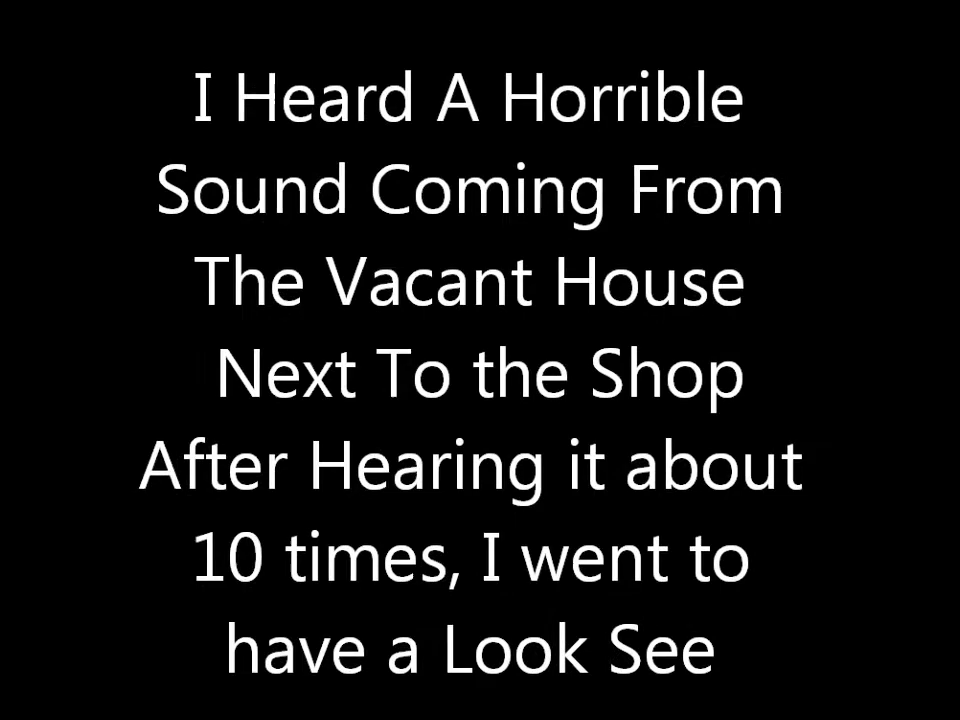 I Heard A Horrible
Sound Coming From
The Vacant House
Next To the Shop
After Hearing it about
10 times, I went to
have a Look See